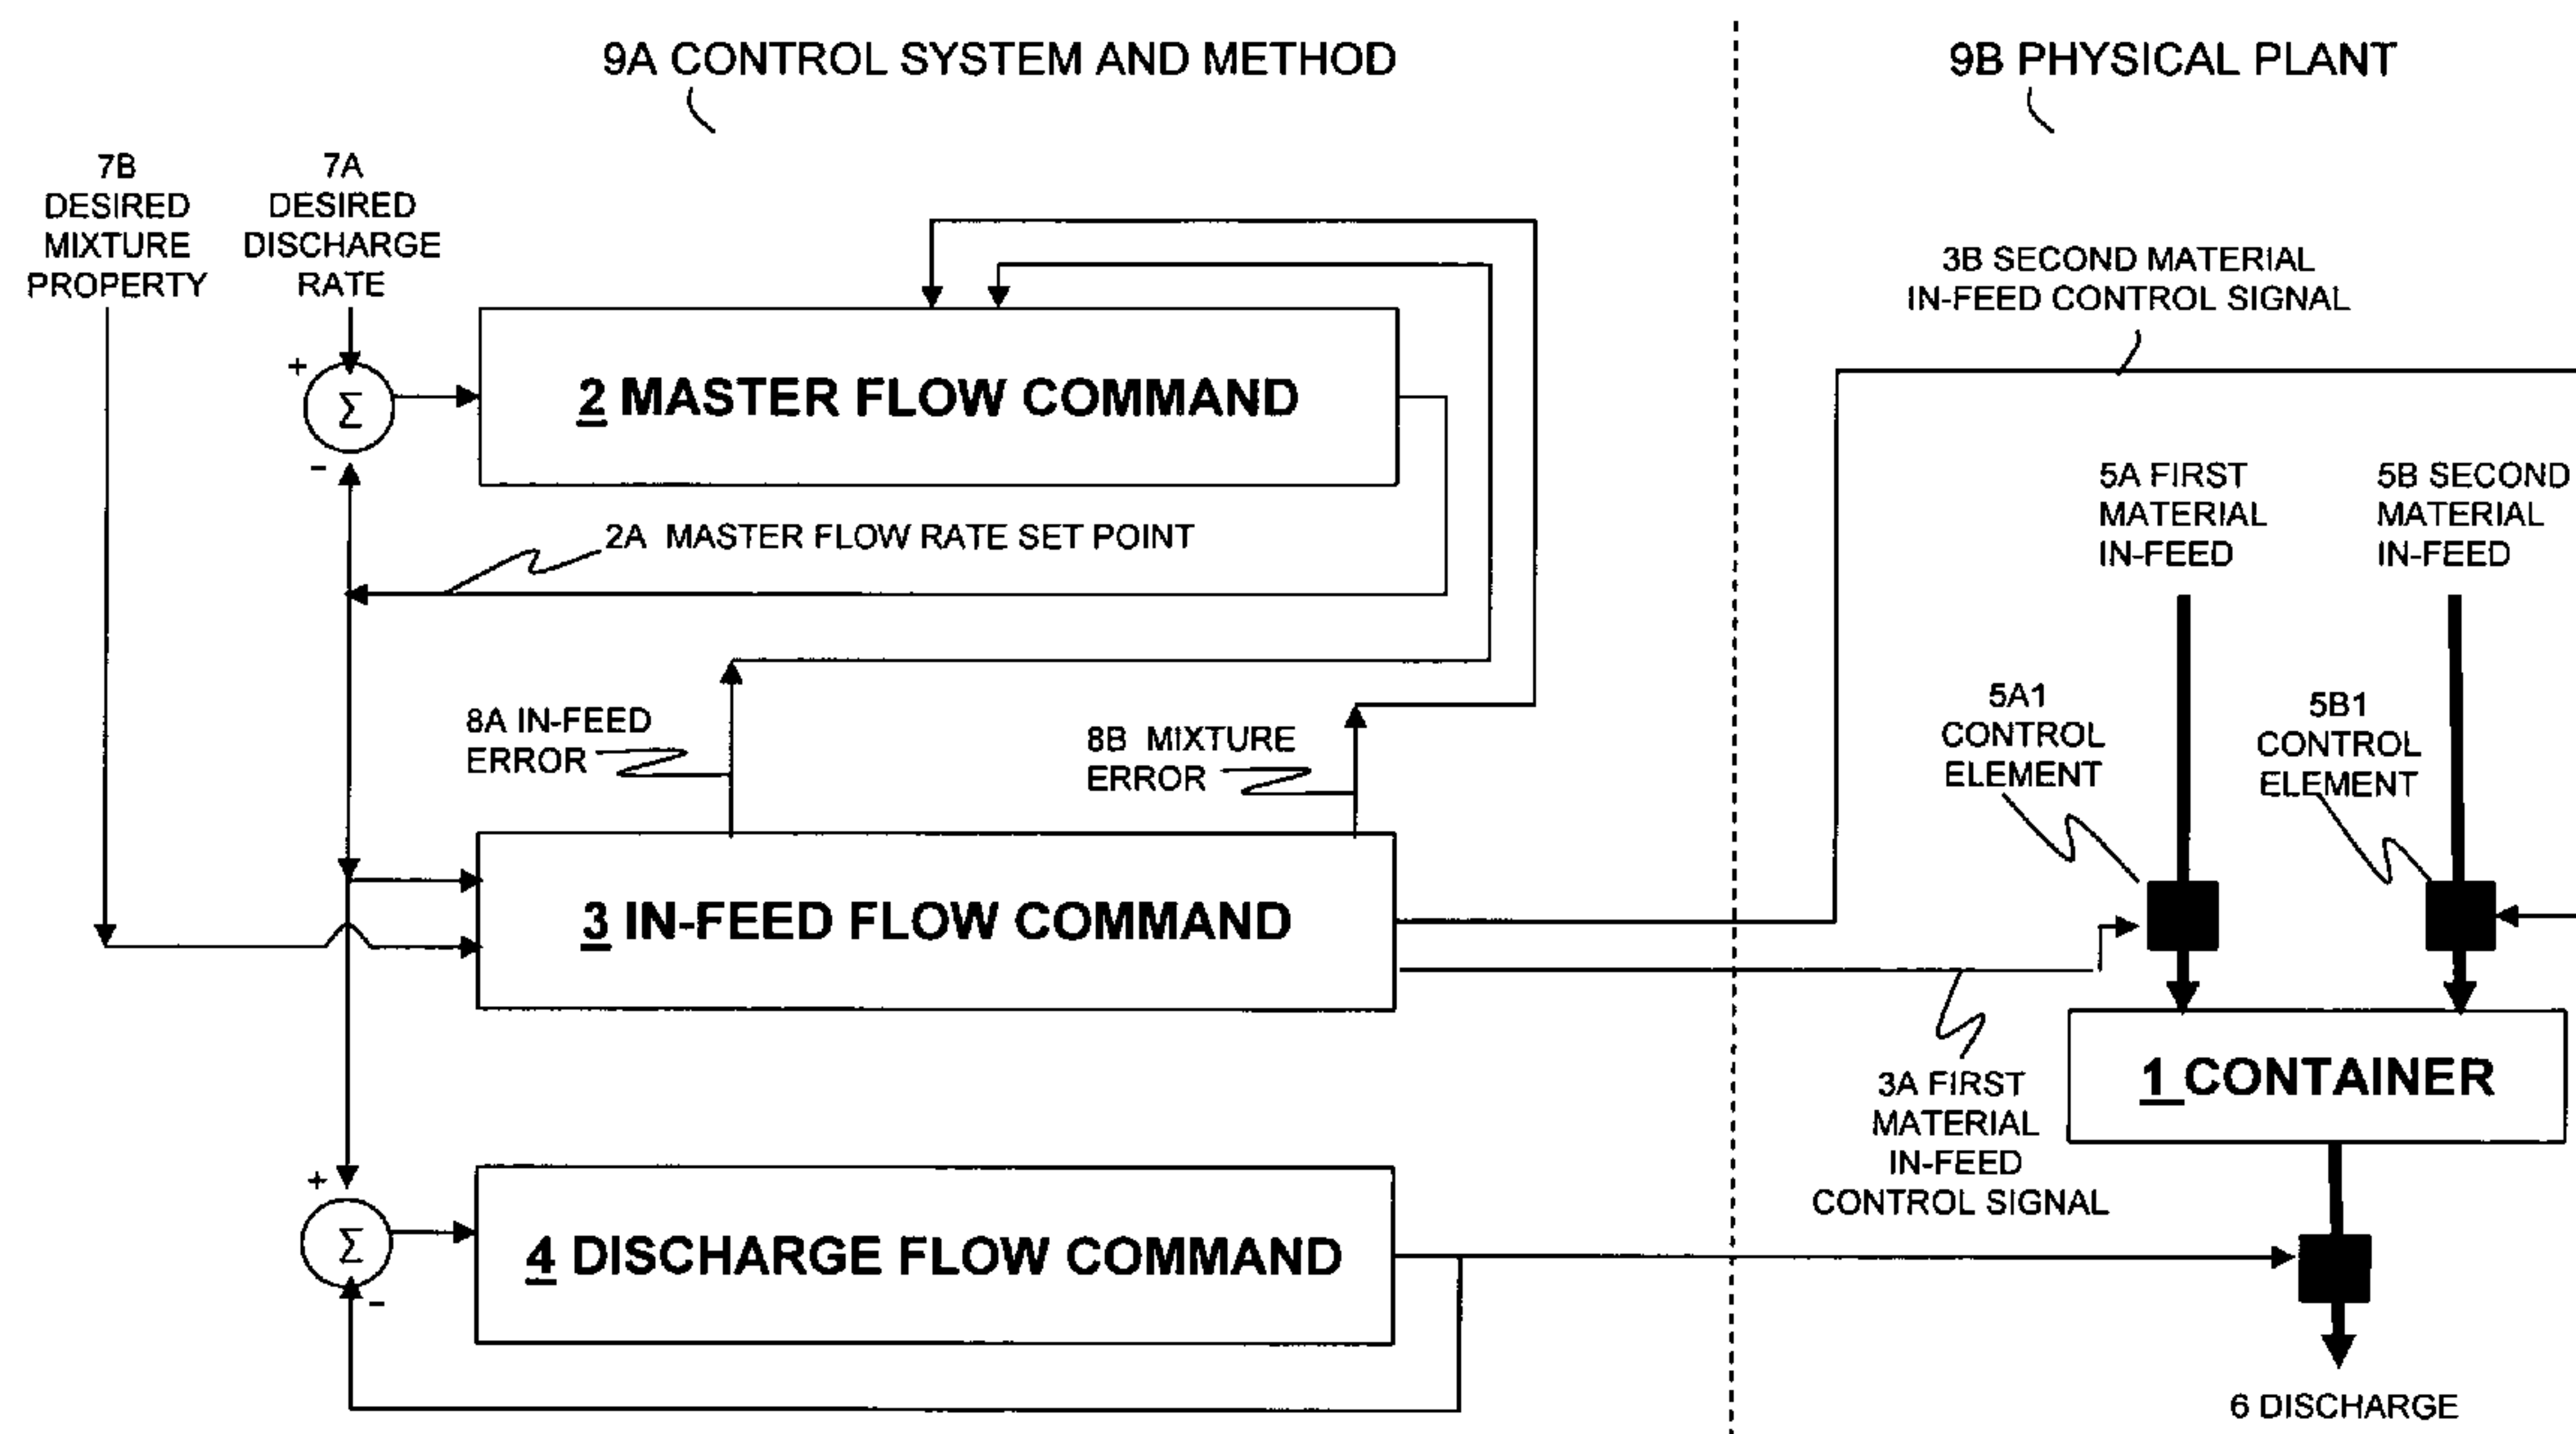 9A CONTROL SYSTEM AND METHOD
9B PHYSICAL PLANT
7B
DESIRED
MIXTURE
PROPERTY
7A
DESIRED
DISCHARGE
RATE
3B SECOND MATERIAL
IN-FEED CONTROL SIGNAL
+
Σ
-
2 MASTER FLOW COMMAND
2A MASTER FLOW RATE SET POINT
5A FIRST
MATERIAL
IN-FEED
5B SECOND
MATERIAL
IN-FEED
8A IN-FEED
ERROR
8B MIXTURE
ERROR
5A1
CONTROL
ELEMENT
5B1
CONTROL
ELEMENT
3 IN-FEED FLOW COMMAND
1 CONTAINER
3A FIRST
MATERIAL
IN-FEED
CONTROL SIGNAL
+
Σ
-
4 DISCHARGE FLOW COMMAND
6 DISCHARGE